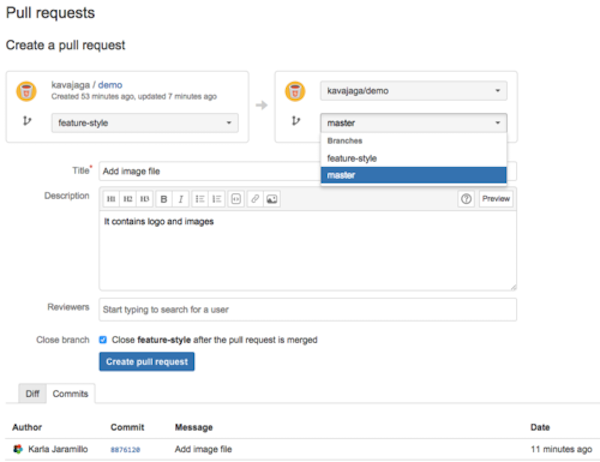 Pull requests
Create a pull request
kavajaga / demo
Created 53 minutes ago, updated 7 minutes ago
feature-style
kavajaga/demo
master
Branches
feature-style
master
Title*
Add image file
Description
H1 H2 H3 B I
Preview
It contains logo and images
Reviewers
Start typing to search for a user
Close branch
Close feature-style after the pull request is merged
Create pull request
Diff Commits
Author Commit Message Date
Karla Jaramillo 8876120 Add image file 11 minutes ago